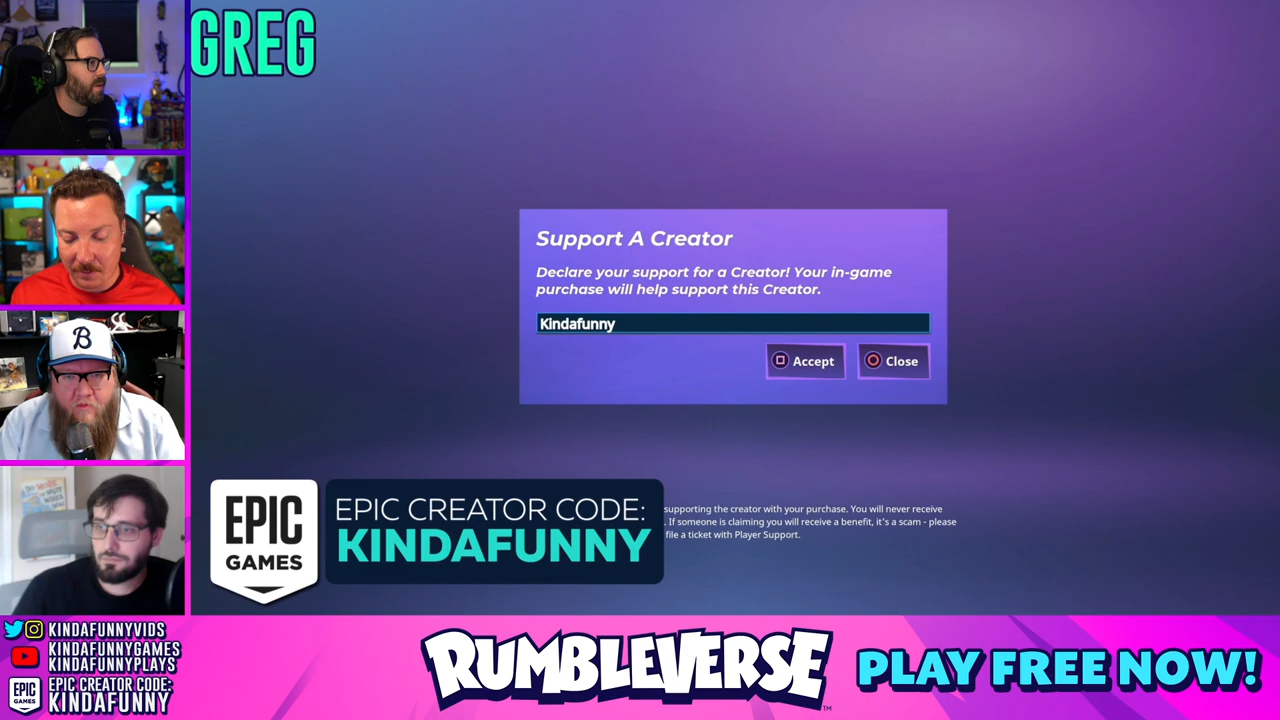 GREG
Support A Creator
Declare your support for a Creator! Your in-game
purchase will help support this Creator.
Kindafunny
Accept
Close
EPIC
GAMES
EPIC CREATOR CODE:
KINDAFUNNY
supporting the creator with your purchase. You will never receive
. If someone is claiming you will receive a benefit, it's a scam - please
file a ticket with Player Support.
KINDAFUNNYVIDS
KINDAFUNNYGAMES
KINDAFUNNYPLAYS
EPIC
GAMES
EPIC CREATOR CODE:
KINDAFUNNY
RUMBLEVERSE™
PLAY FREE NOW!
B